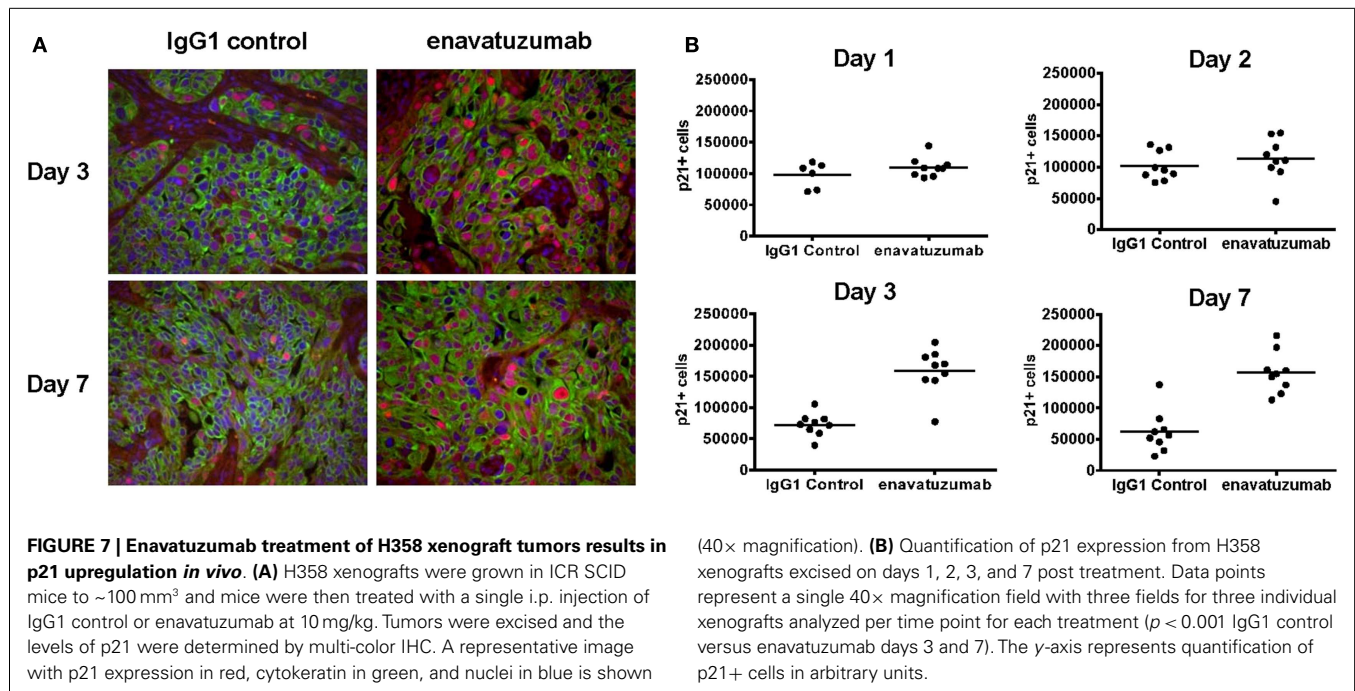 A
IgG1 control
enavatuzumab
Day 3
Day 7
B
Day 1
250000
200000
150000
100000
50000
0
p21+ cells
IgG1 Control
enavatuzumab
Day 2
250000
200000
150000
100000
50000
0
p21+ cells
IgG1 Control
enavatuzumab
Day 3
250000
200000
150000
100000
50000
0
p21+ cells
IgG1 Control
enavatuzumab
Day 7
250000
200000
150000
100000
50000
0
p21+ cells
IgG1 Control
enavatuzumab
FIGURE 7 | Enavatuzumab treatment of H358 xenograft tumors results in
p21 upregulation in vivo. (A) H358 xenografts were grown in ICR SCID
mice to ~100 mm³ and mice were then treated with a single i.p. injection of
IgG1 control or enavatuzumab at 10 mg/kg. Tumors were excised and the
levels of p21 were determined by multi-color IHC. A representative image
with p21 expression in red, cytokeratin in green, and nuclei in blue is shown
(40× magnification). (B) Quantification of p21 expression from H358
xenografts excised on days 1, 2, 3, and 7 post treatment. Data points
represent a single 40× magnification field with three fields for three individual
xenografts analyzed per time point for each treatment (p < 0.001 IgG1 control
versus enavatuzumab days 3 and 7). The y-axis represents quantification of
p21+ cells in arbitrary units.